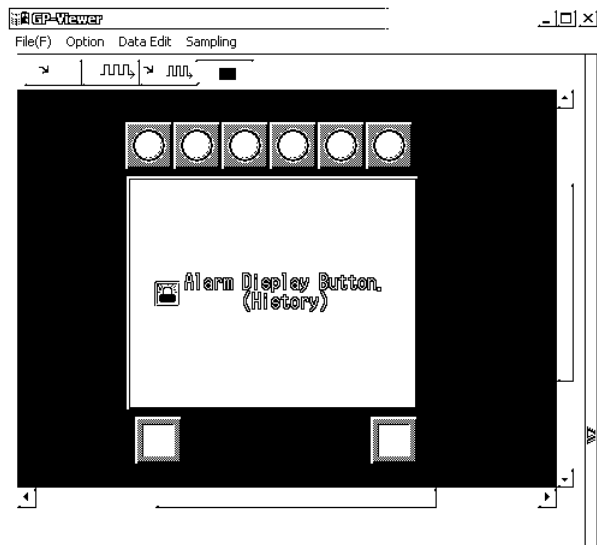 GP-Viewer
File(F) Option Data Edit Sampling
Alarm Display Button.
(History)